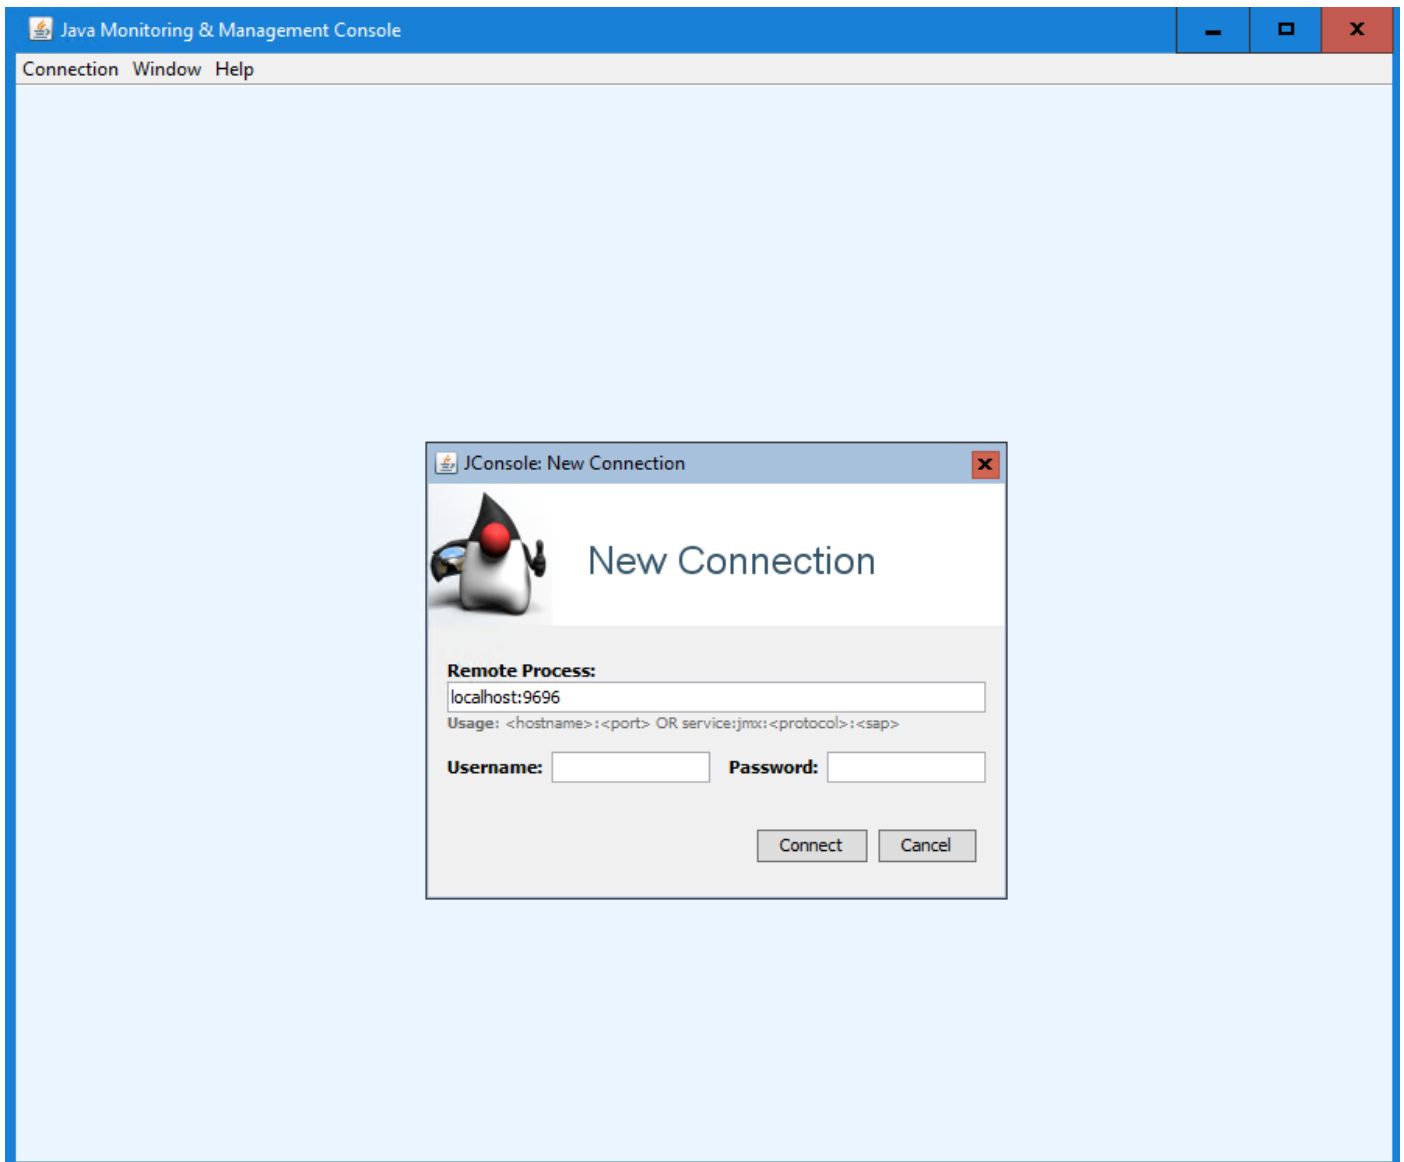 Java Monitoring & Management Console
Connection Window Help
JConsole: New Connection
New Connection
Remote Process:
localhost:9696
Usage: <hostname>:<port> OR service:jmx:<protocol>:<sap>
Username: Password:
Connect Cancel